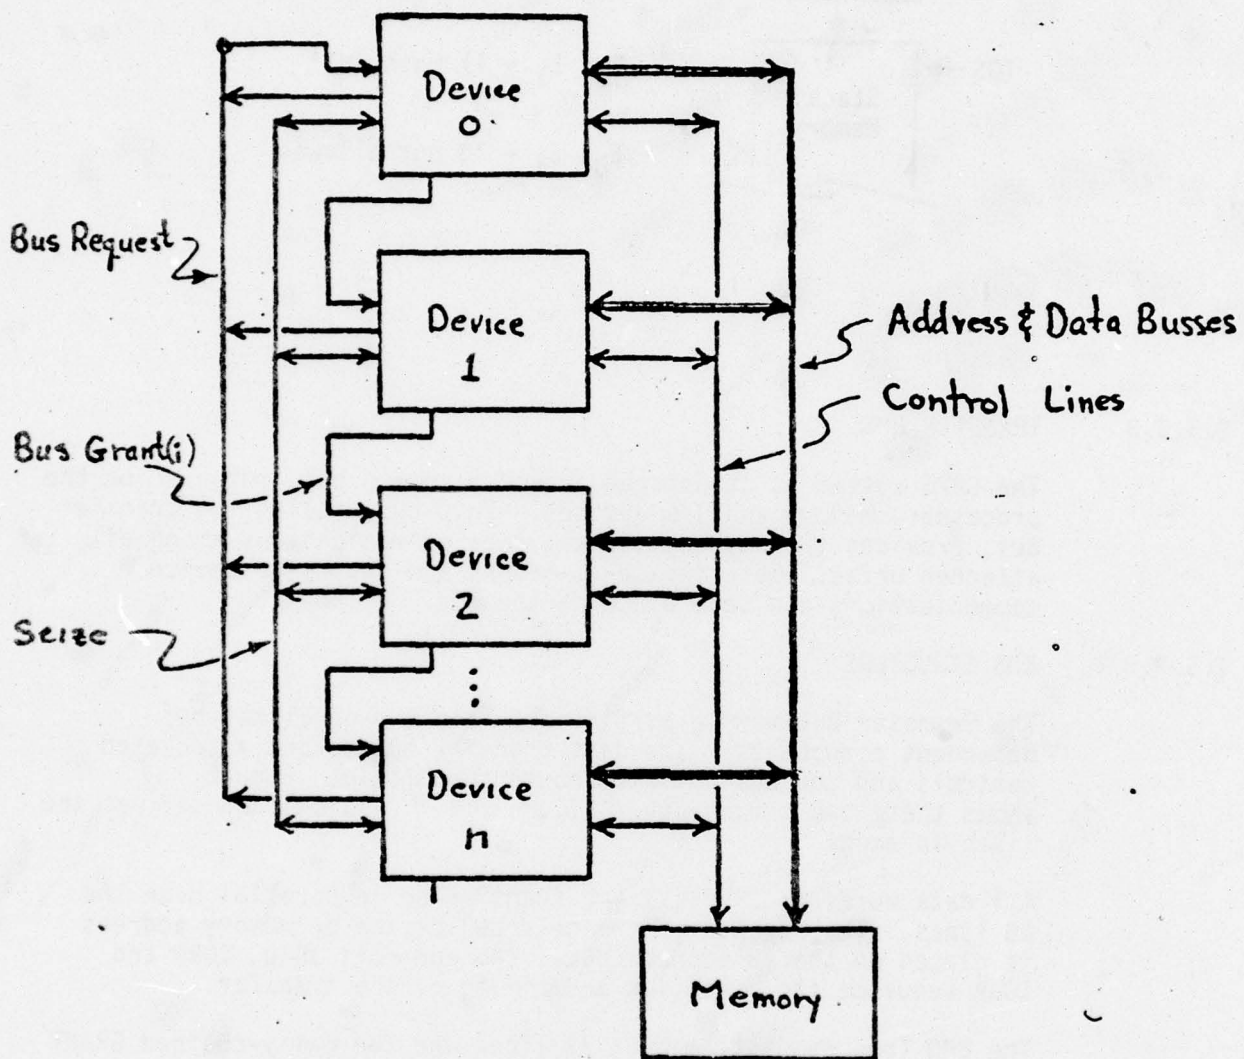 Device
0
Bus Request
Device
1
Address & Data Busses
Control Lines
Bus Grant(i)
Device
2
Seize
Device
n
Memory